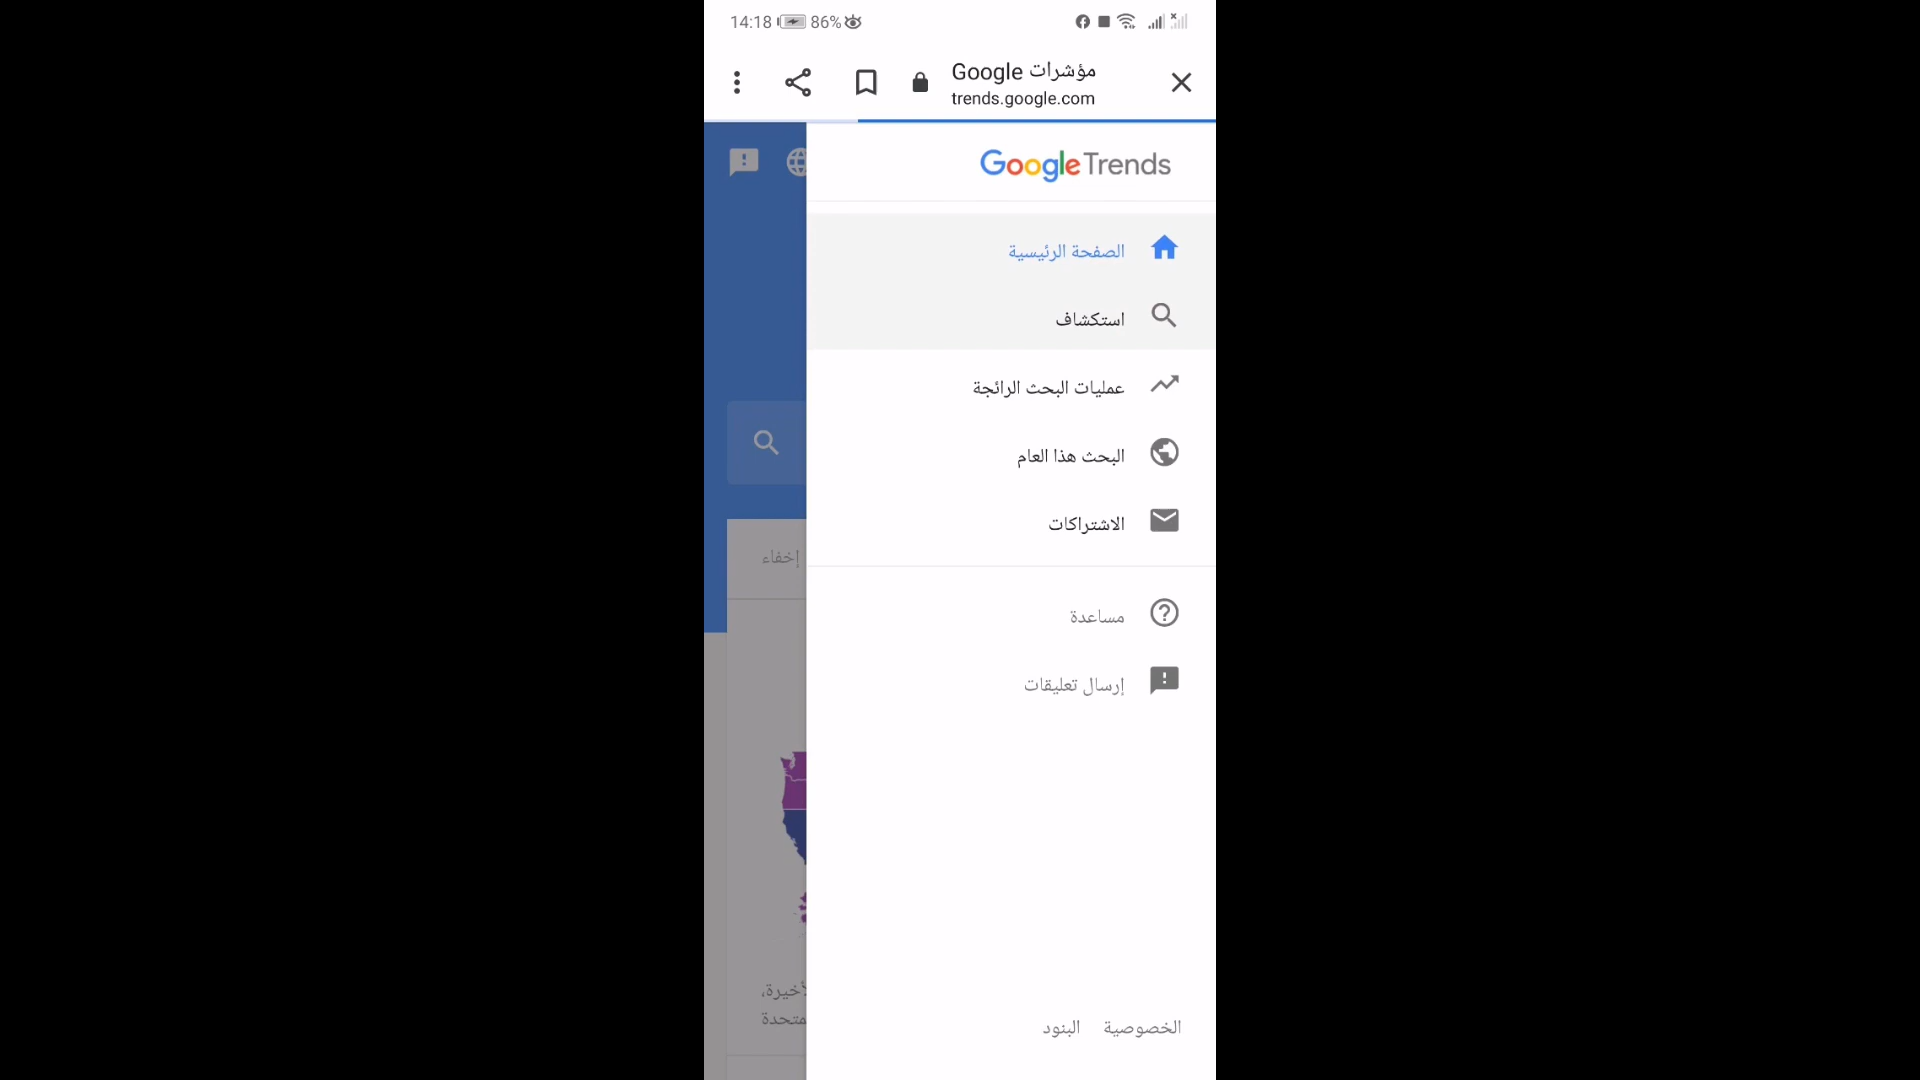 14:18 86%
مؤشرات Google
trends.google.com
Google Trends
الصفحة الرئيسية
استكشاف
عمليات البحث الرائجة
البحث هذا العام
الاشتراكات
إخفاء
مساعدة
إرسال تعليقات
الخصوصية البنود